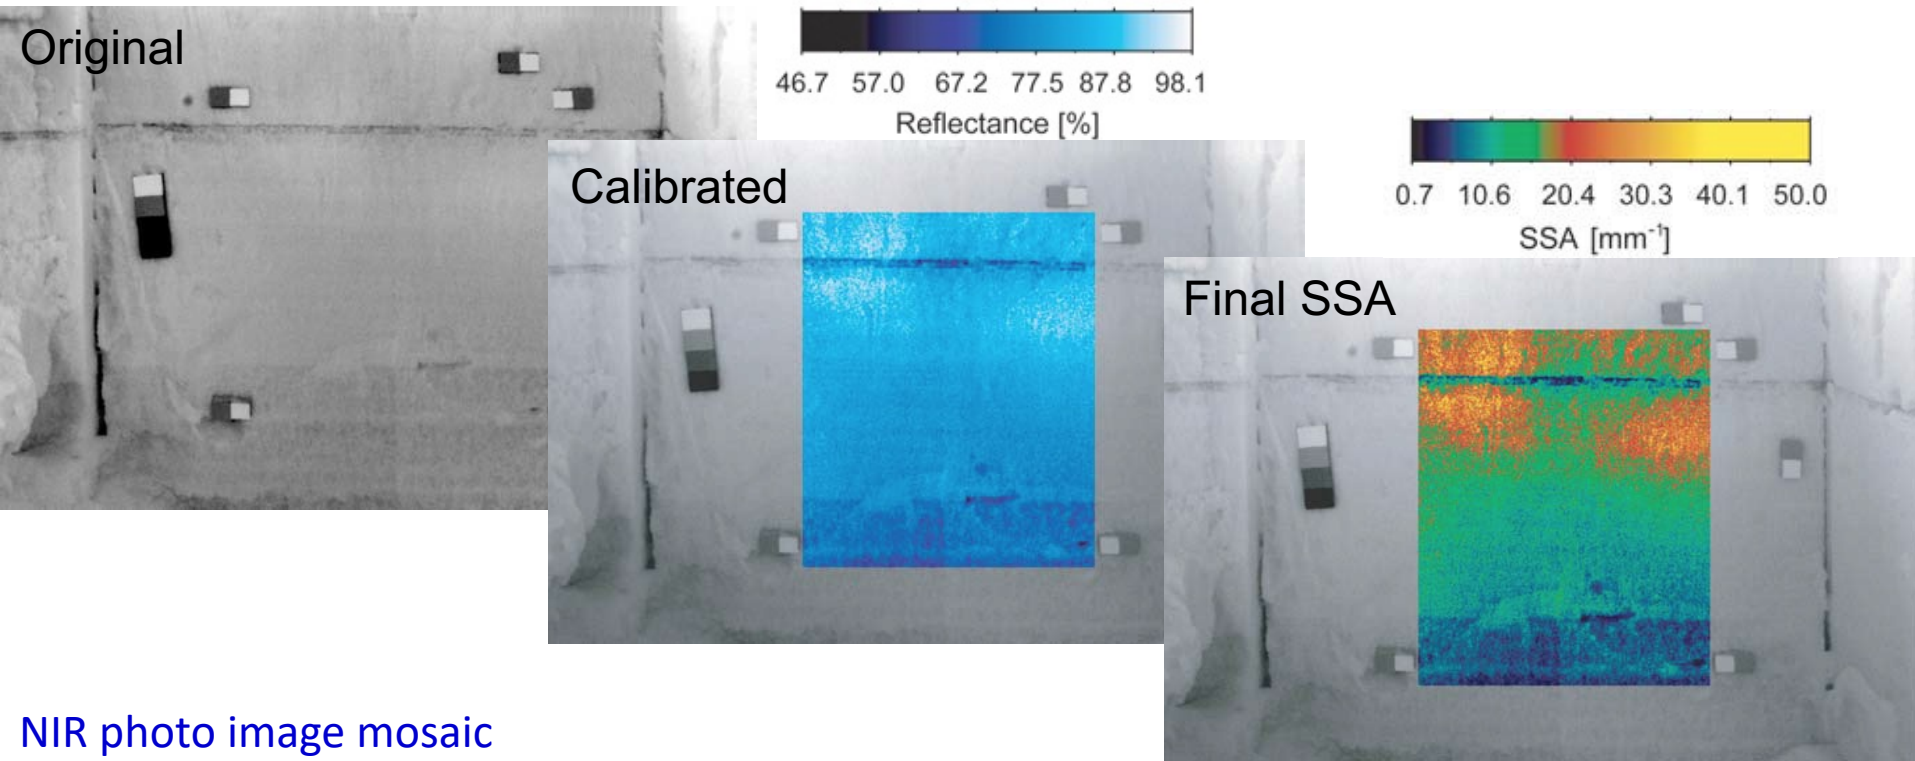 Original
46.7 57.0 67.2 77.5 87.8 98.1
Reflectance [%]
Calibrated
0.7 10.6 20.4 30.3 40.1 50.0
SSA [mm⁻¹]
Final SSA
NIR photo image mosaic